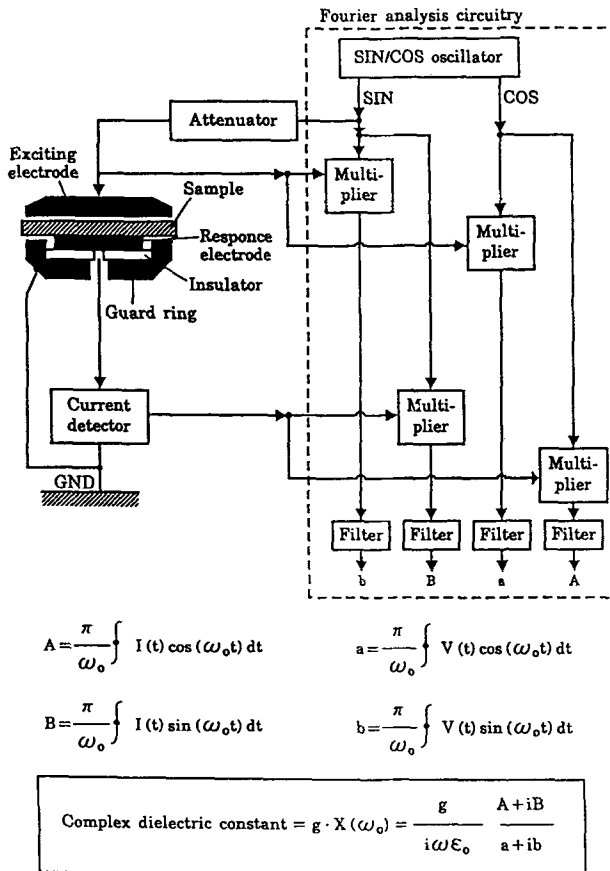 Fourier analysis circuitry
SIN/COS oscillator
SIN
COS
Attenuator
Exciting
electrode
Sample
Responce
electrode
Insulator
Guard ring
Multi-
plier
Multi-
plier
Current
detector
Multi-
plier
Multi-
plier
GND
Filter Filter Filter Filter
b B a A
A = π/ω₀ ∮ I (t) cos (ω₀t) dt
a = π/ω₀ ∮ V (t) cos (ω₀t) dt
B = π/ω₀ ∮ I (t) sin (ω₀t) dt
b = π/ω₀ ∮ V (t) sin (ω₀t) dt
Complex dielectric constant = g · X (ω₀) = g/iωε₀ A + iB/a + ib